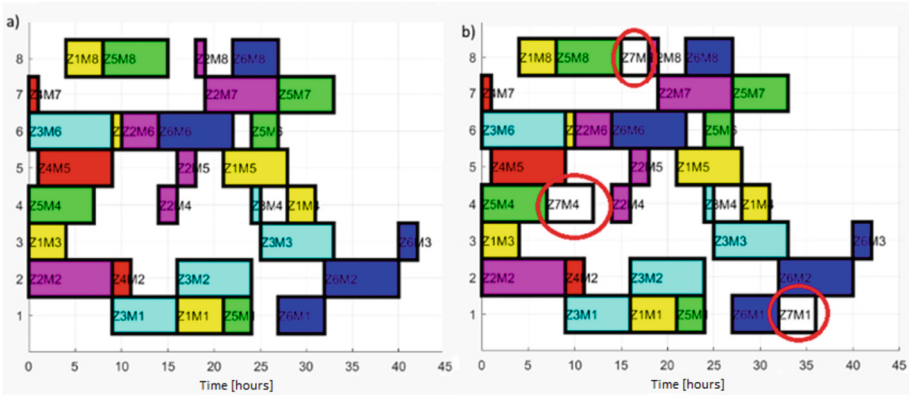 a)
8 Z1M8 Z5M8 Z2M8 Z6M8
7 Z4M7 Z2M7 Z5M7
6 Z3M6 Z2M6 Z6M6 Z5M6
5 Z4M5 Z2M5 Z1M5
4 Z5M4 Z2M4 Z3M4 Z1M4
3 Z1M3 Z3M3 Z6M3
2 Z2M2 Z4M2 Z3M2 Z6M2
1 Z3M1 Z1M1 Z5M1 Z6M1
0 5 10 15 20 25 30 35 40 45
Time [hours]
b)
8 Z1M8 Z5M8 Z7M Z2M8 Z6M8
7 Z4M7 Z2M7 Z5M7
6 Z3M6 Z2M6 Z6M6 Z5M6
5 Z4M5 Z2M5 Z1M5
4 Z5M4 Z7M4 Z2M4 Z3M4 Z1M4
3 Z1M3 Z3M3 Z6M3
2 Z2M2 Z4M2 Z3M2 Z6M2
1 Z3M1 Z1M1 Z5M1 Z6M1 Z7M1
0 5 10 15 20 25 30 35 40 45
Time [hours]